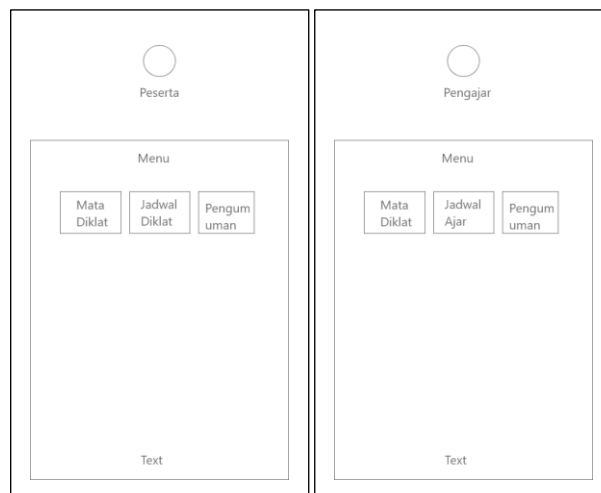 Peserta
Menu
Mata
Diklat
Jadwal
Diklat
Pengum
uman
Text
Pengajar
Menu
Mata
Diklat
Jadwal
Ajar
Pengum
uman
Text